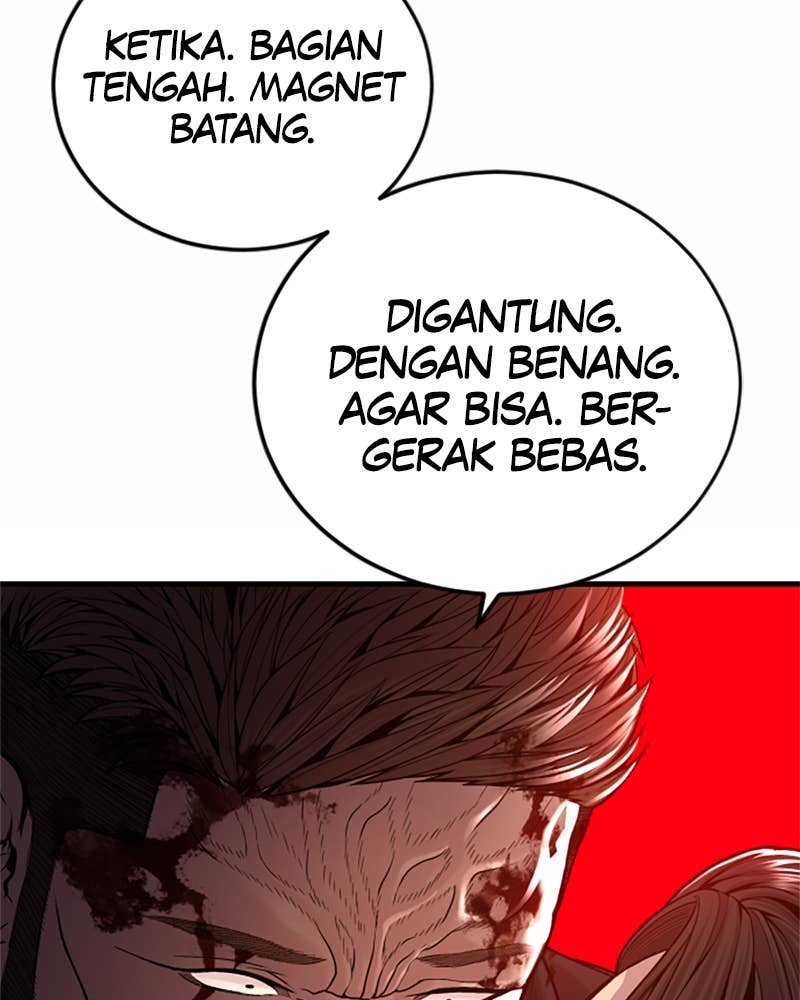 KETIKA. BAGIAN
TENGAH. MAGNET
BATANG.
DIGANTUNG.
DENGAN BENANG.
AGAR BISA. BER-
GERAK BEBAS.